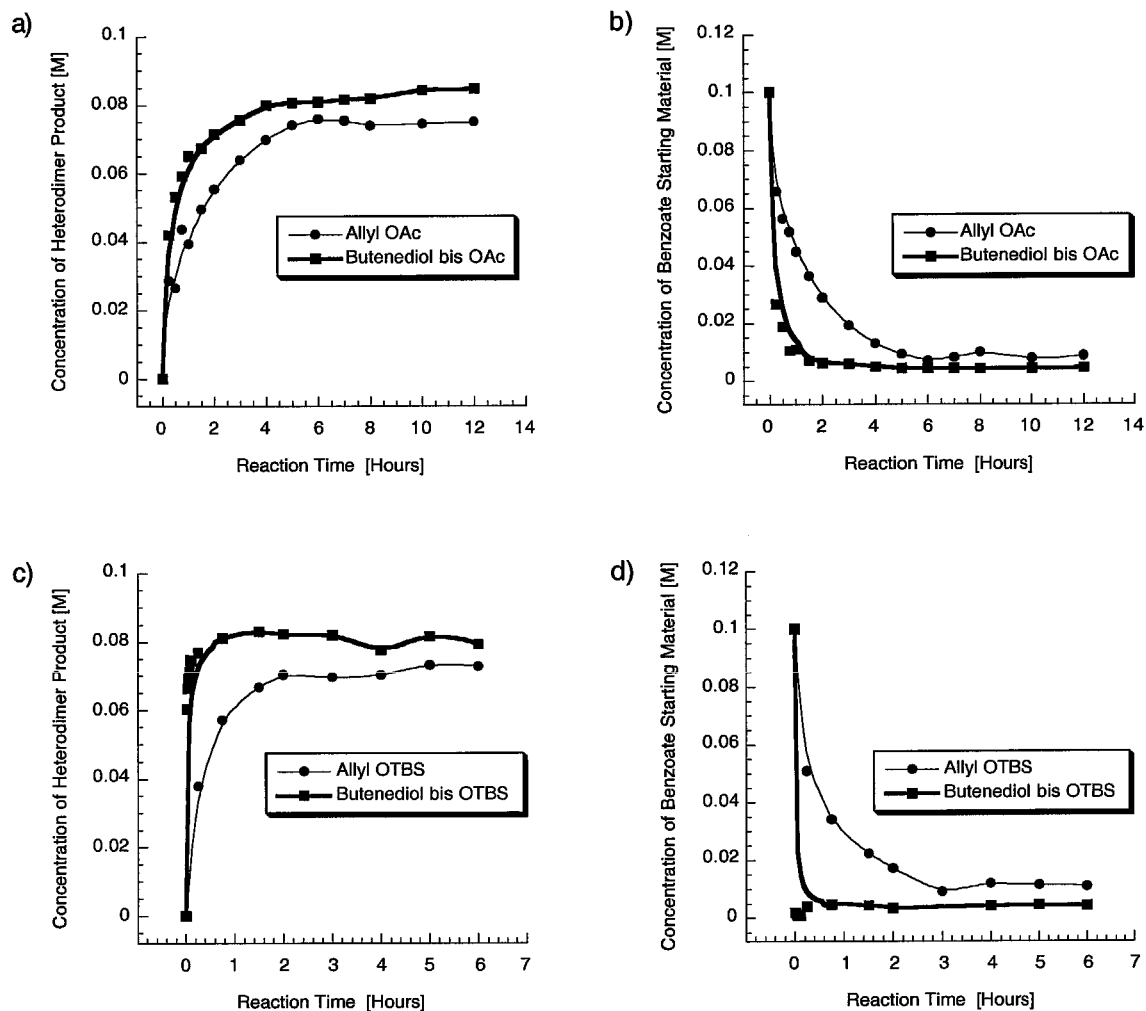 a)
Concentration of Heterodimer Product [M]
0.1
0.08
0.06
0.04
0.02
0
Allyl OAc
Butenediol bis OAc
0 2 4 6 8 10 12 14
Reaction Time [Hours]
b)
Concentration of Benzoate Starting Material [M]
0.12
0.1
0.08
0.06
0.04
0.02
0
Allyl OAc
Butenediol bis OAc
0 2 4 6 8 10 12 14
Reaction Time [Hours]
c)
Concentration of Heterodimer Product [M]
0.1
0.08
0.06
0.04
0.02
0
Allyl OTBS
Butenediol bis OTBS
0 1 2 3 4 5 6 7
Reaction Time [Hours]
d)
Concentration of Benzoate Starting Material [M]
0.12
0.1
0.08
0.06
0.04
0.02
0
Allyl OTBS
Butenediol bis OTBS
0 1 2 3 4 5 6 7
Reaction Time [Hours]